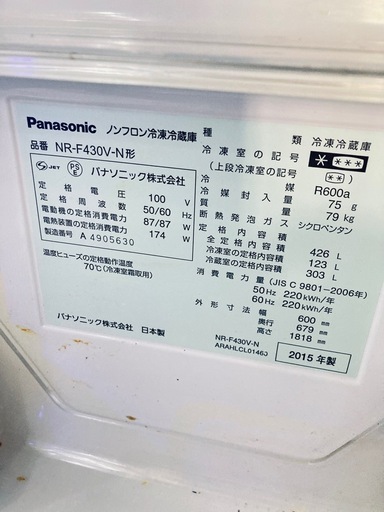 Panasonic ノンフロン冷凍冷蔵庫
品番 NR-F430V-N形
JET PSE パナソニック株式会社
定格電圧 100 V
定格周波数 50/60 Hz
電動機の定格消費電力 87/87 W
電熱装置の定格消費電力 174 W
製造番号 A 4905630
温度ヒューズの定格動作温度
70℃(冷凍室霜取用)
パナソニック株式会社 日本製
種類 冷凍冷蔵庫
冷凍室の記号 ****
(上段冷凍室の記号) (**)
冷媒 R600a
冷媒封入量 75 g
質量 79 kg
断熱発泡ガス シクロペンタン
定格内容積 426 L
冷凍室の定格内容積 123 L
冷蔵室の定格内容積 303 L
消費電力量 (JIS C 9801-2006年)
50Hz 220kWh/年
60Hz 220kWh/年
外形寸法 幅 600 mm
奥行 679 mm
高さ 1818 mm
NR-F430V-N
ARAHLCL0146J
2015年製